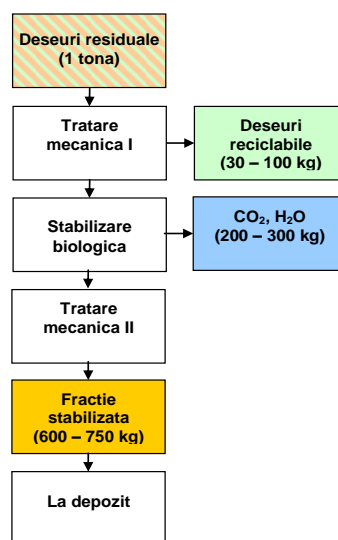 Deseuri residuale
(1 tona)
Tratare
mecanica I
Deseuri
reciclabile
(30 – 100 kg)
Stabilizare
biologica
CO₂, H₂O
(200 – 300 kg)
Tratare
mecanica II
Fractie
stabilizata
(600 – 750 kg)
La depozit